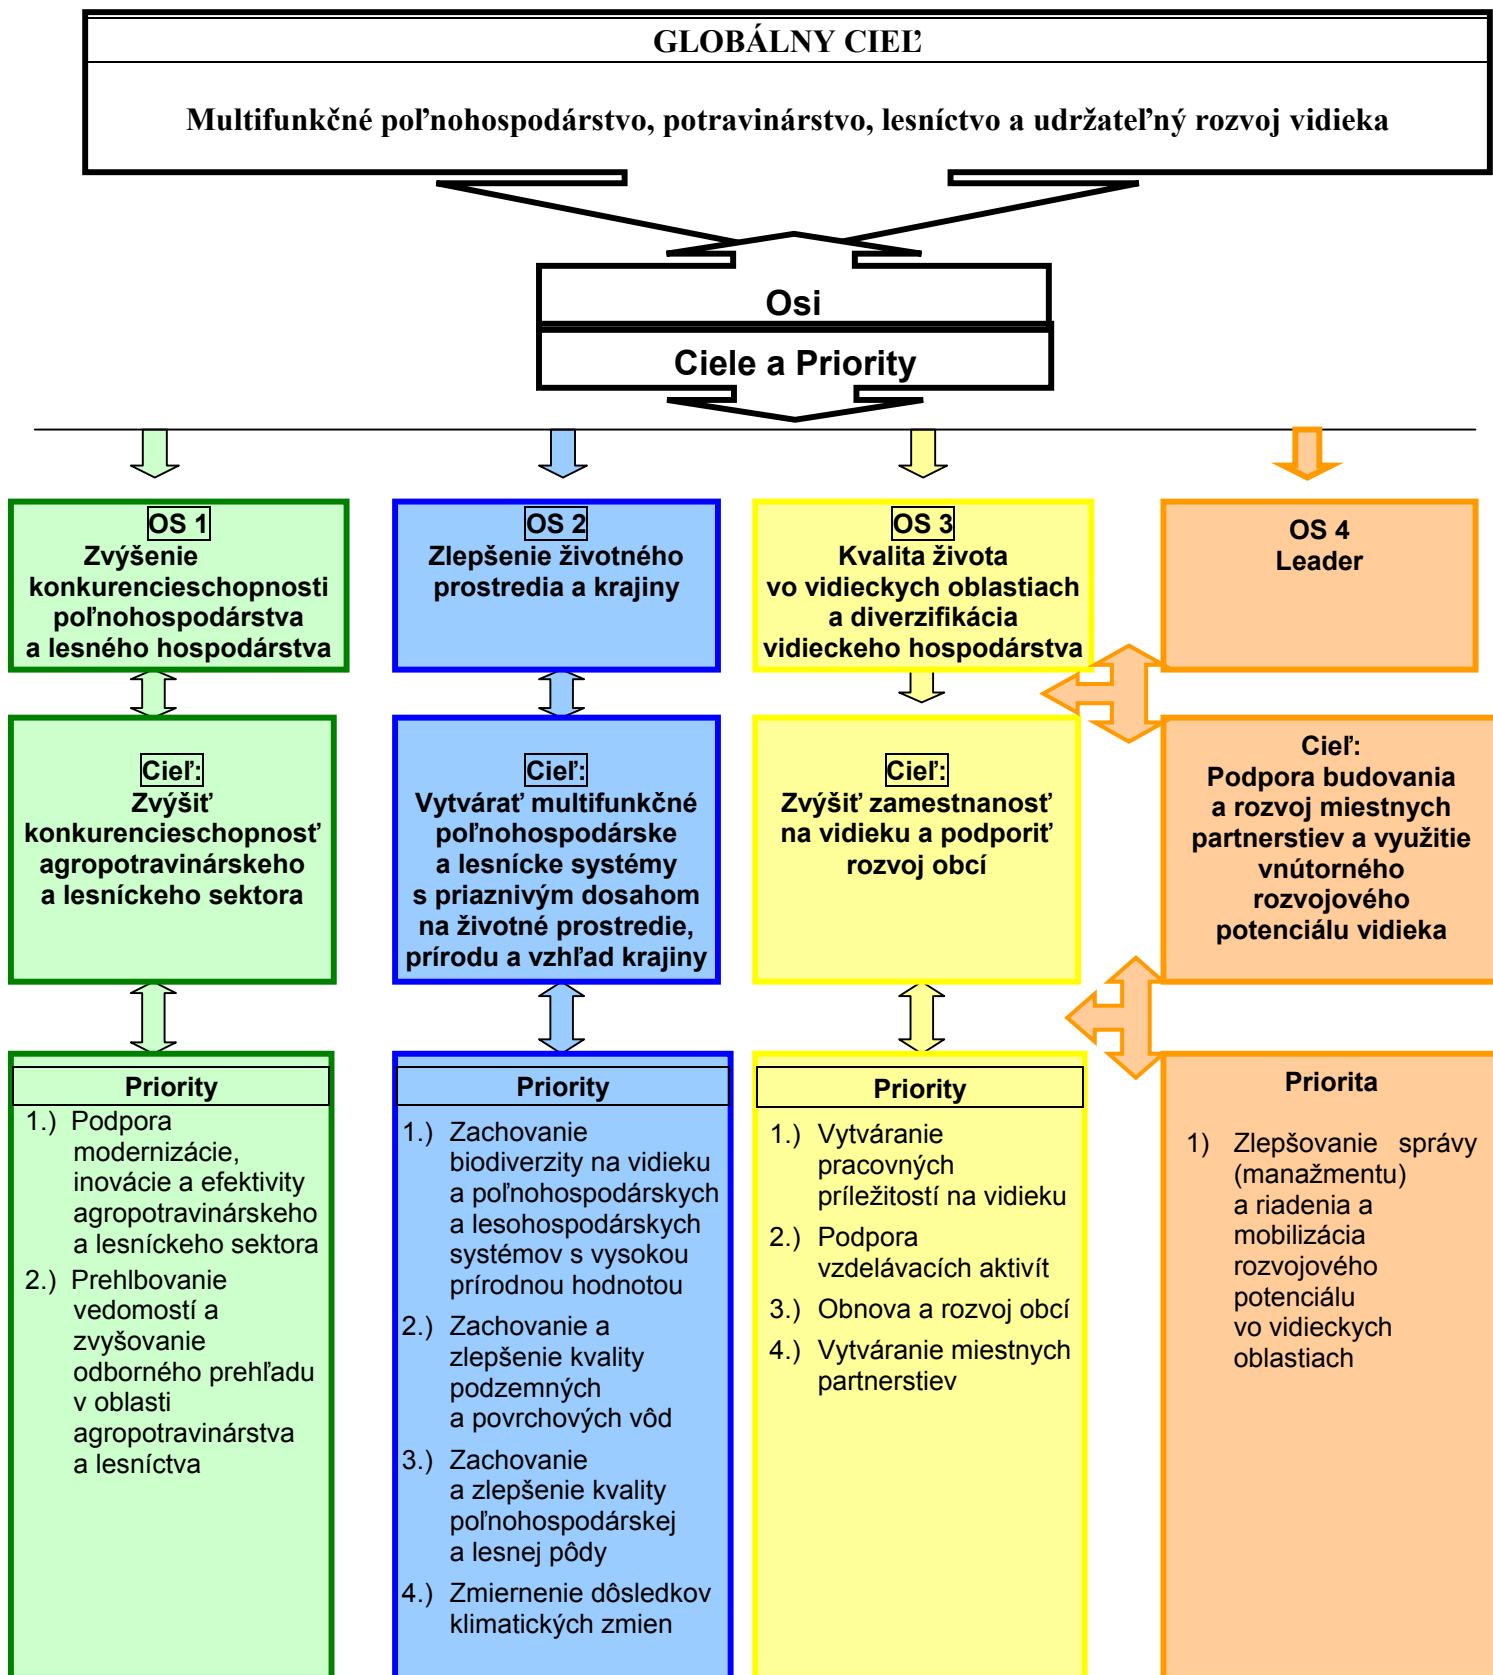 GLOBÁLNY CIEĽ
Multifunkčné poľnohospodárstvo, potravinárstvo, lesníctvo a udržateľný rozvoj vidieka
Osi
Ciele a Priority
OS 1
Zvýšenie
konkurencieschopnosti
poľnohospodárstva
a lesného hospodárstva
OS 2
Zlepšenie životného
prostredia a krajiny
OS 3
Kvalita života
vo vidieckych oblastiach
a diverzifikácia
vidieckeho hospodárstva
OS 4
Leader
Cieľ:
Zvýšiť
konkurencieschopnosť
agropotravinárskeho
a lesníckeho sektora
Cieľ:
Vytvárať multifunkčné
poľnohospodárske
a lesnícke systémy
s priaznivým dosahom
na životné prostredie,
prírodu a vzhľad krajiny
Cieľ:
Zvýšiť zamestnanosť
na vidieku a podporiť
rozvoj obcí
Cieľ:
Podpora budovania
a rozvoj miestnych
partnerstiev a využitie
vnútorného
rozvojového
potenciálu vidieka
Priority
1.) Podpora
modernizácie,
inovácie a efektivity
agropotravinárskeho
a lesníckeho sektora
2.) Prehlbovanie
vedomostí a
zvyšovanie
odborného prehľadu
v oblasti
agropotravinárstva
a lesníctva
Priority
1.) Zachovanie
biodiverzity na vidieku
a poľnohospodárskych
a lesohospodárskych
systémov s vysokou
prírodnou hodnotou
2.) Zachovanie a
zlepšenie kvality
podzemných
a povrchových vôd
3.) Zachovanie
a zlepšenie kvality
poľnohospodárskej
a lesnej pôdy
4.) Zmiernenie dôsledkov
klimatických zmien
Priority
1.) Vytváranie
pracovných
príležitostí na vidieku
2.) Podpora
vzdelávacích aktivít
3.) Obnova a rozvoj obcí
4.) Vytváranie miestnych
partnerstiev
Priorita
1) Zlepšovanie správy
(manažmentu)
a riadenia a
mobilizácia
rozvojového
potenciálu
vo vidieckych
oblastiach